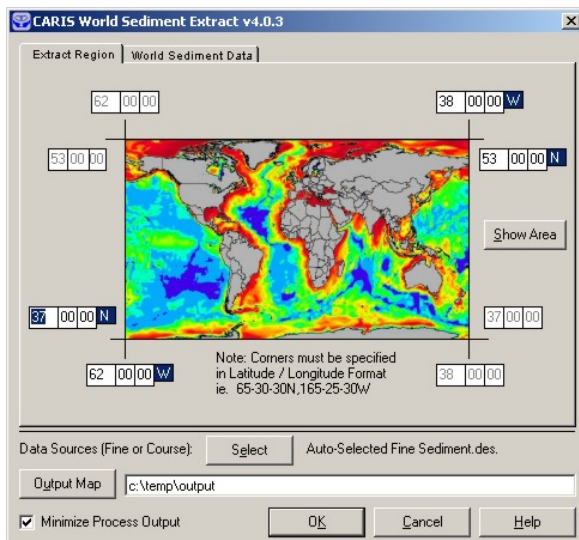 CARIS World Sediment Extract v4.0.3
Extract Region World Sediment Data
62 00 00
38 00 00 W
53 00 00
53 00 00 N
Show Area
37 00 00 N
37 00 00
62 00 00 W
38 00 00
Note: Corners must be specified
in Latitude / Longitude Format
ie. 65-30-30N,165-25-30W
Data Sources (Fine or Course): Select Auto-Selected Fine Sediment.des.
Output Map c:\temp\output
Minimize Process Output OK Cancel Help